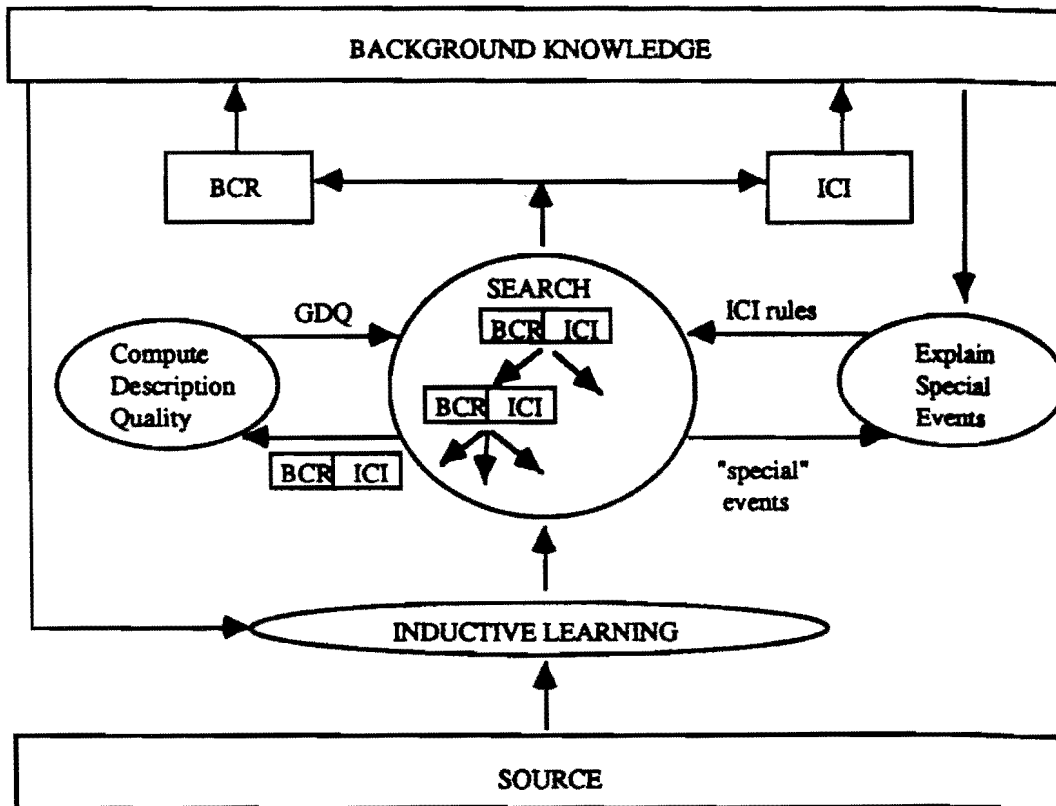 BACKGROUND KNOWLEDGE
BCR
ICI
SEARCH
GDQ
ICI rules
BCR ICI
Compute
Description
Quality
Explain
Special
Events
BCR ICI
BCR ICI
"special"
events
INDUCTIVE LEARNING
SOURCE